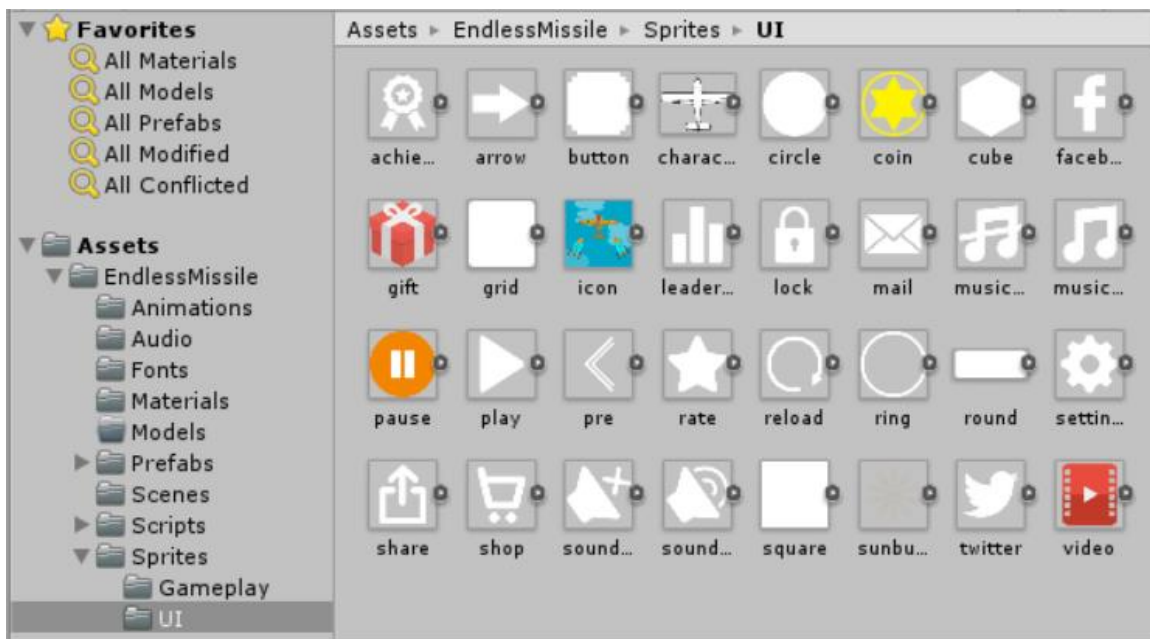 Favorites
All Materials
All Models
All Prefabs
All Modified
All Conflicted
Assets
EndlessMissile
Animations
Audio
Fonts
Materials
Models
Prefabs
Scenes
Scripts
Sprites
Gameplay
UI
Assets ▸ EndlessMissile ▸ Sprites ▸ UI
achie... arrow button charac... circle coin cube faceb...
gift grid icon leader... lock mail music... music...
pause play pre rate reload ring round settin...
share shop sound... sound... square sunbu... twitter video